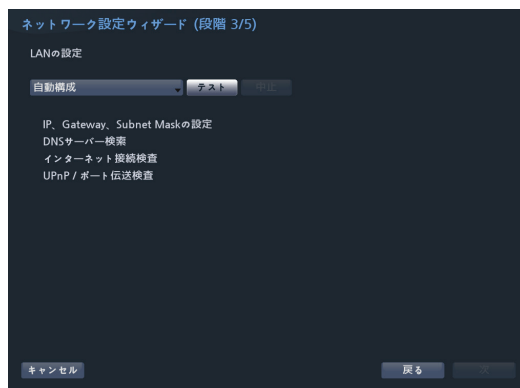 ネットワーク設定ウィザード (段階 3/5)
LANの設定
自動構成 テスト 中止
IP、Gateway、Subnet Maskの設定
DNSサーバー検索
インターネット接続検査
UPnP / ポート伝送検査
キャンセル 戻る 次